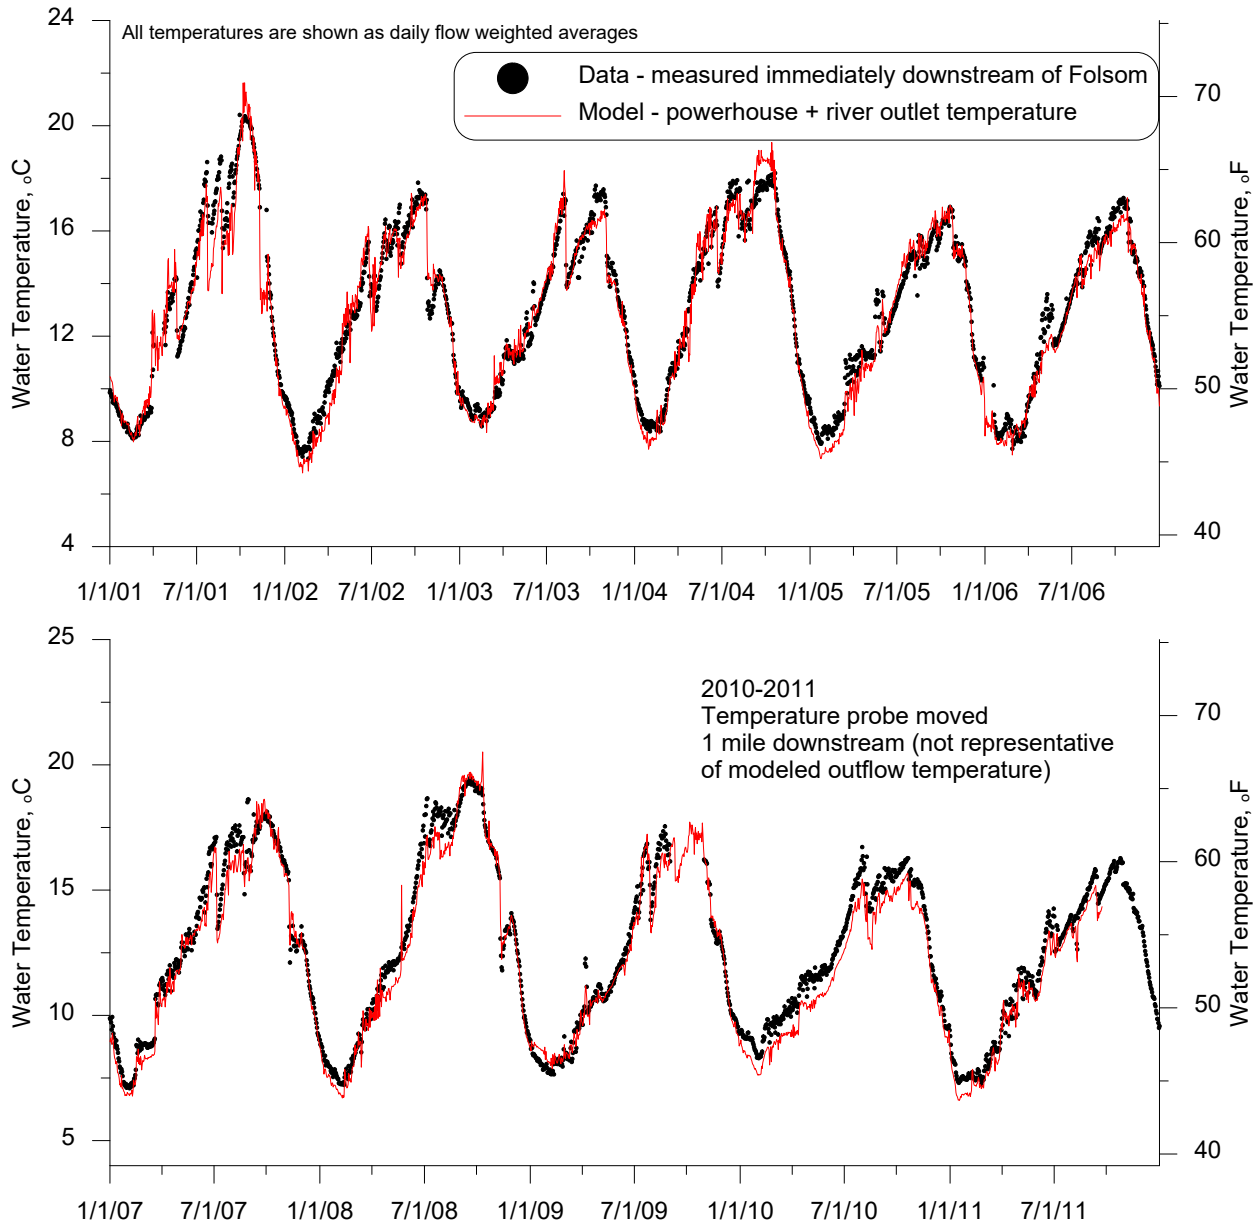 24
20
16
12
8
4
Water Temperature, oC
All temperatures are shown as daily flow weighted averages
Data - measured immediately downstream of Folsom
Model - powerhouse + river outlet temperature
70
60
50
40
Water Temperature, oF
1/1/01 7/1/01 1/1/02 7/1/02 1/1/03 7/1/03 1/1/04 7/1/04 1/1/05 7/1/05 1/1/06 7/1/06
25
20
15
10
5
Water Temperature, oC
2010-2011
Temperature probe moved
1 mile downstream (not representative
of modeled outflow temperature)
70
60
50
40
Water Temperature, oF
1/1/07 7/1/07 1/1/08 7/1/08 1/1/09 7/1/09 1/1/10 7/1/10 1/1/11 7/1/11